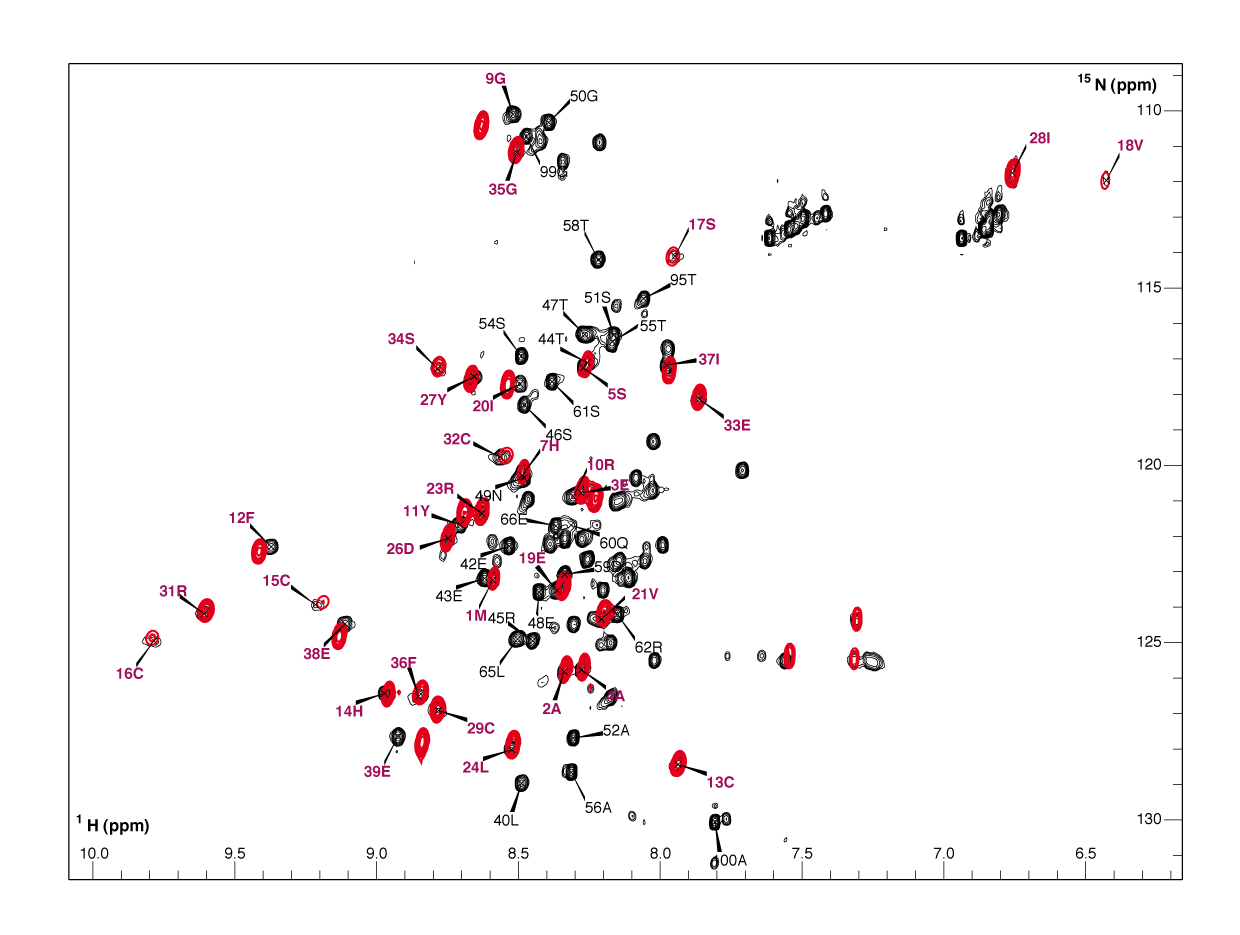 9G
15 N (ppm)
50G
110
28I
18V
99G
35G
58T
17S
95T
115
51S
47T
54S
55T
34S
44T
37I
5S
27Y
20I
61S
33E
46S
32C
7H
120
10R
23R
3E
49N
11Y
66E
12F
60Q
26D
42E
19E
15C
43E
31R
1M
21V
45R
48E
125
38E
62R
36F
65L
16C
2A
14H
29C
52A
39E
24L
13C
56A
40L
130
1 H (ppm)
100A
10.0 9.5 9.0 8.5 8.0 7.5 7.0 6.5